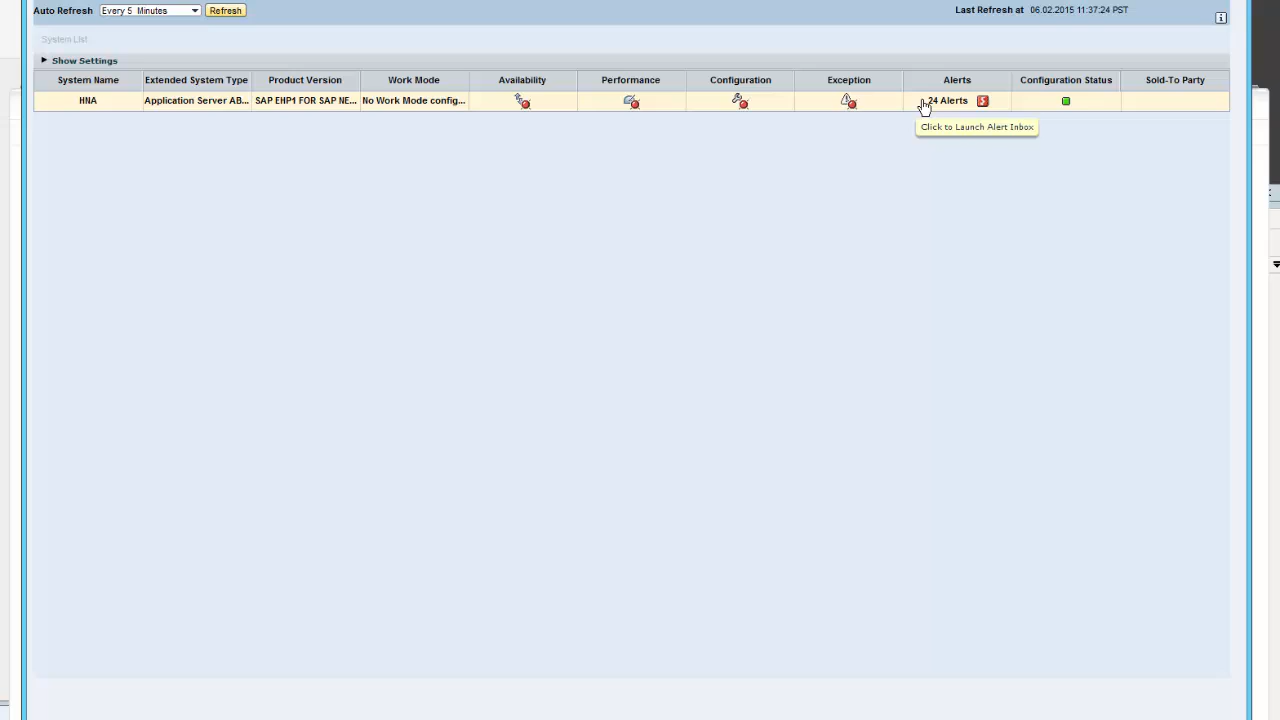 Auto Refresh Every 5 Minutes Refresh Last Refresh at 06.02.2015 11:37:24 PST
System List
Show Settings
System Name Extended System Type Product Version Work Mode Availability Performance Configuration Exception Alerts Configuration Status Sold-To Party
HNA Application Server AB... SAP EHP1 FOR SAP NE... No Work Mode config... 24 Alerts
Click to Launch Alert Inbox